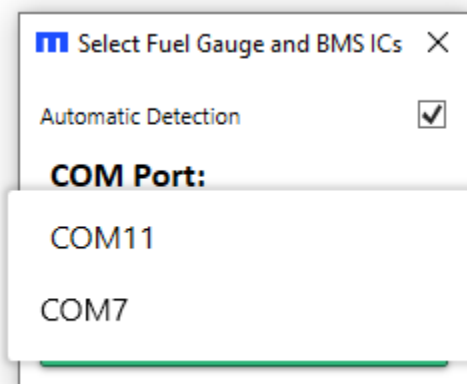 Select Fuel Gauge and BMS ICs
Automatic Detection
COM Port:
COM11
COM7